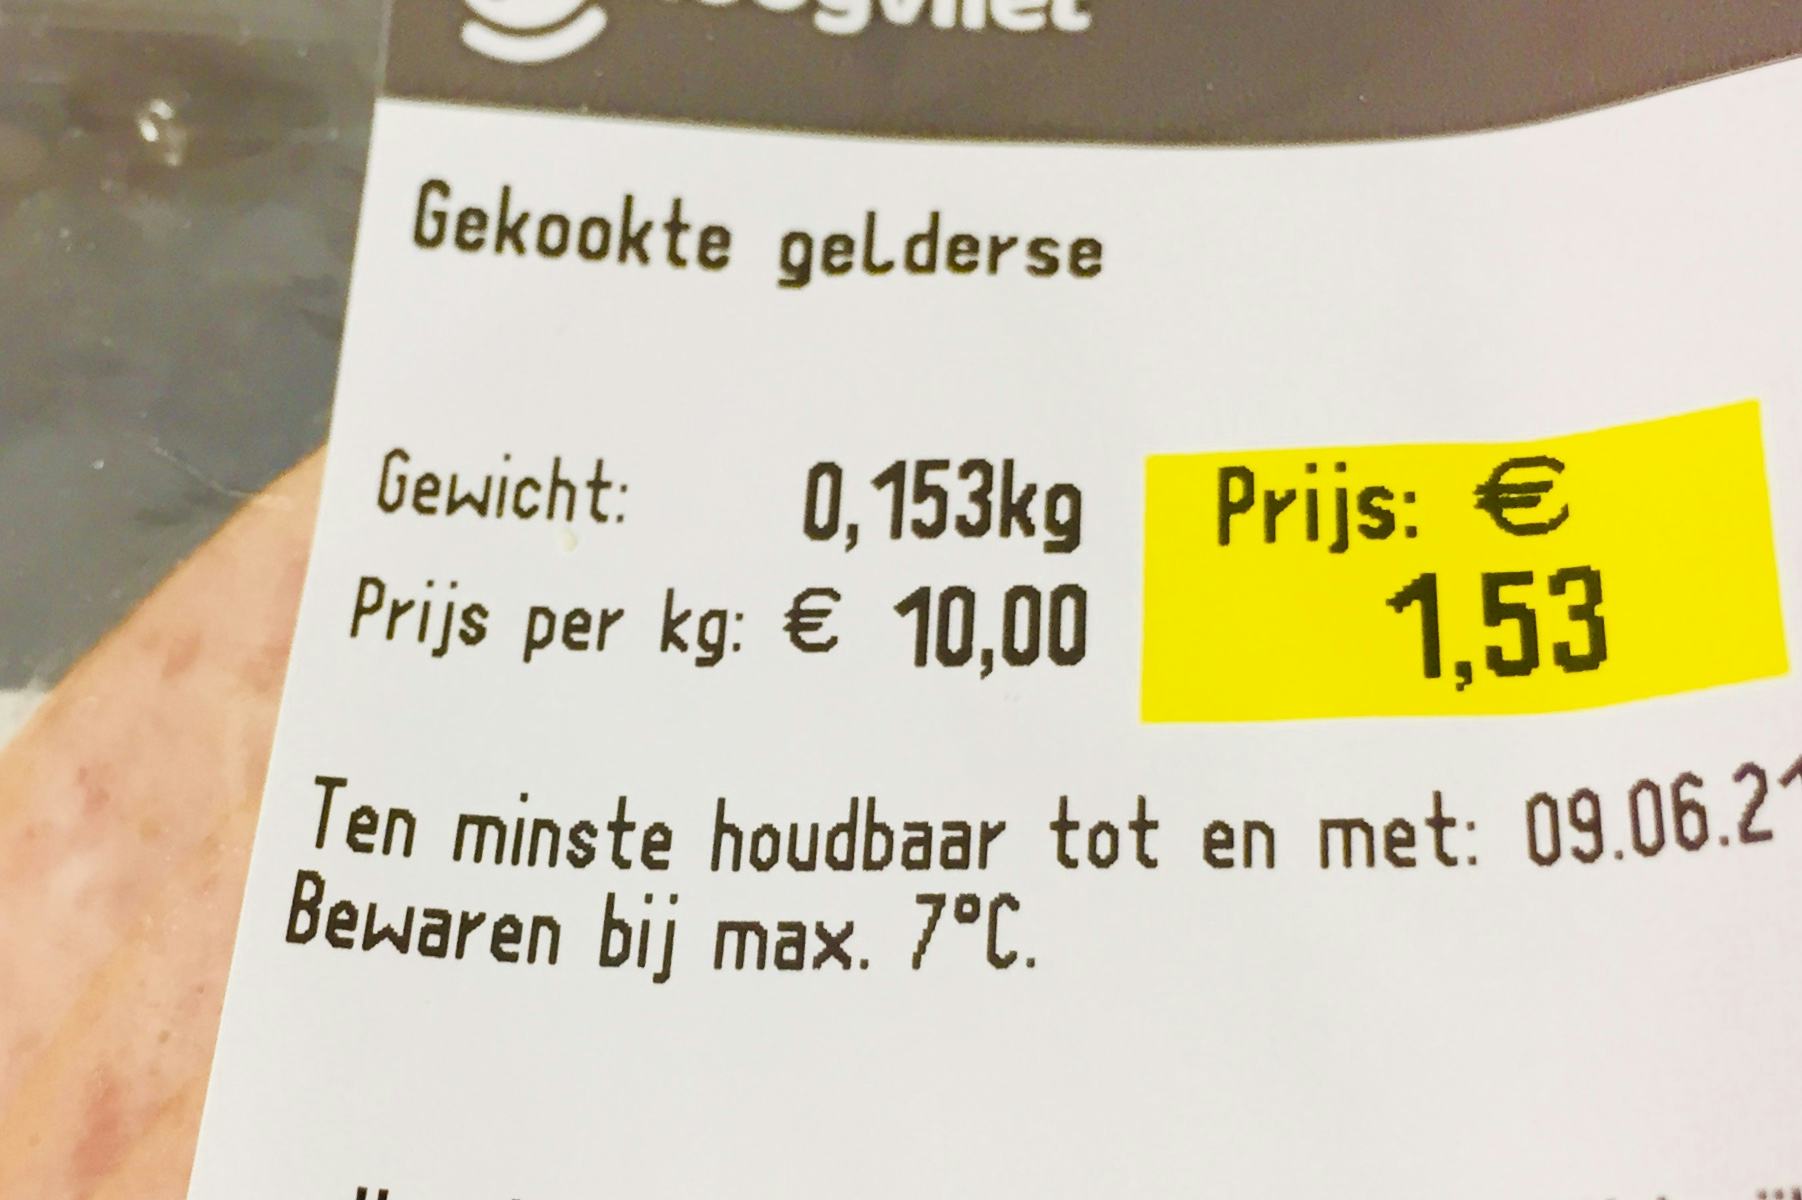 Gekookte gelderse
Gewicht: 0,153kg
Prijs per kg: € 10,00
Prijs: €
1,53
Ten minste houdbaar tot en met: 09.06.21
Bewaren bij max. 7°C.